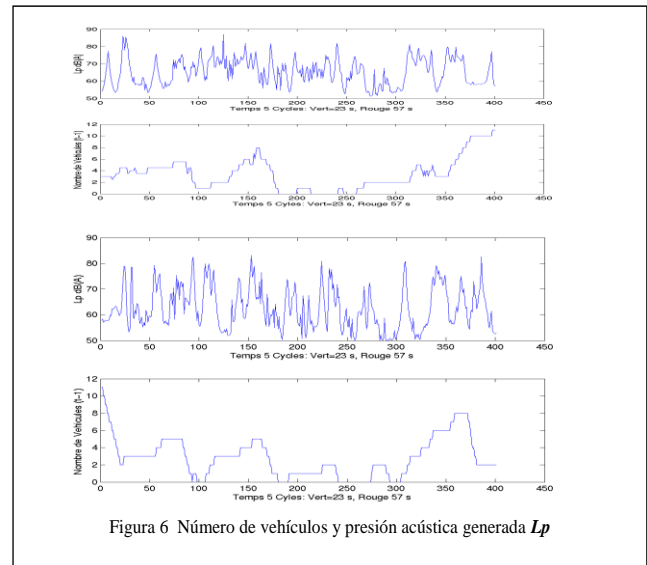 90
80
70
60
50
Lp dB(A)
0 50 100 150 200 250 300 350 400 450
Temps 5 Cycles: Vert=23 s, Rouge 57 s
12
10
8
6
4
2
0
Nombre de Vehicules (t=1)
0 50 100 150 200 250 300 350 400 450
Temps 5 Cycles: Vert=23 s, Rouge 57 s
90
80
70
60
50
Lp dB(A)
0 50 100 150 200 250 300 350 400 450
Temps 5 Cycles: Vert=23 s, Rouge 57 s
12
10
8
6
4
2
0
Nombre de Vehicules (t=1)
0 50 100 150 200 250 300 350 400 450
Temps 5 Cycles: Vert=23 s, Rouge 57 s
Figura 6 Número de vehículos y presión acústica generada Lp